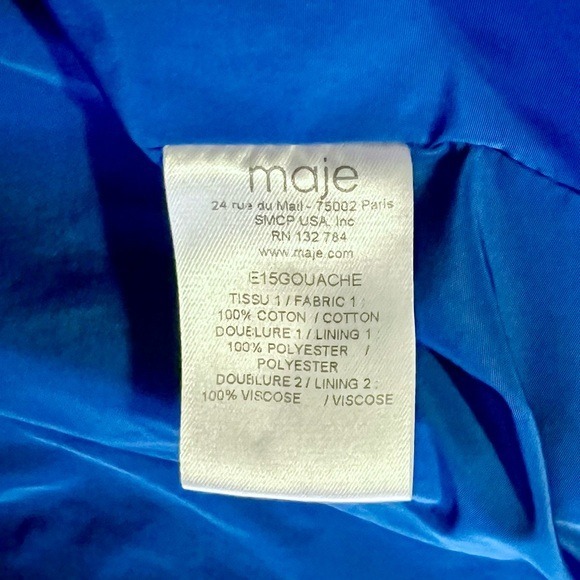 maje
24 rue du Mail - 75002 Paris
SMCP USA, Inc
RN 132 784
www.maje.com
E15GOUACHE
TISSU 1 / FABRIC 1 :
100% COTON / COTTON
DOUBLURE 1 / LINING 1 :
100% POLYESTER /
POLYESTER
DOUBLURE 2 / LINING 2 :
100% VISCOSE / VISCOSE